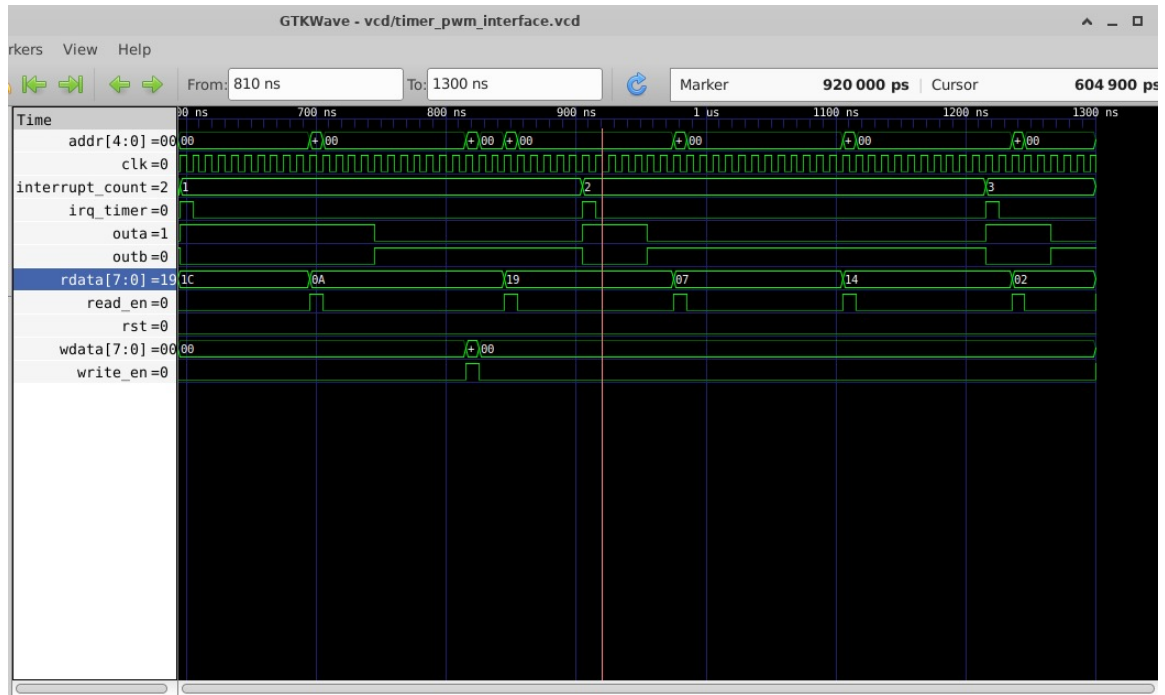 GTKWave - vcd/timer_pwm_interface.vcd
rkers View Help
From: 810 ns To: 1300 ns Marker 920 000 ps | Cursor 604 900 ps
Time
00 ns 700 ns 800 ns 900 ns 1 us 1100 ns 1200 ns 1300 ns
addr[4:0] =00 00 + 00 + 00 + 00 + 00 + 00 + 00
clk =0
interrupt_count =2 1 2 3
irq_timer =0
outa =1
outb =0
rdata[7:0] =19 1C 0A 19 07 14 02
read_en =0
rst =0
wdata[7:0] =00 00 + 00
write_en =0